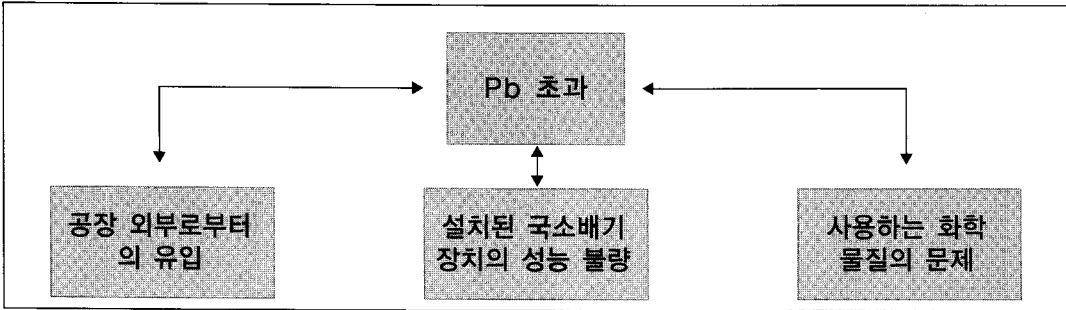 Pb 초과
공장 외부로부터
의 유입
설치된 국소배기
장치의 성능 불량
사용하는 화학
물질의 문제